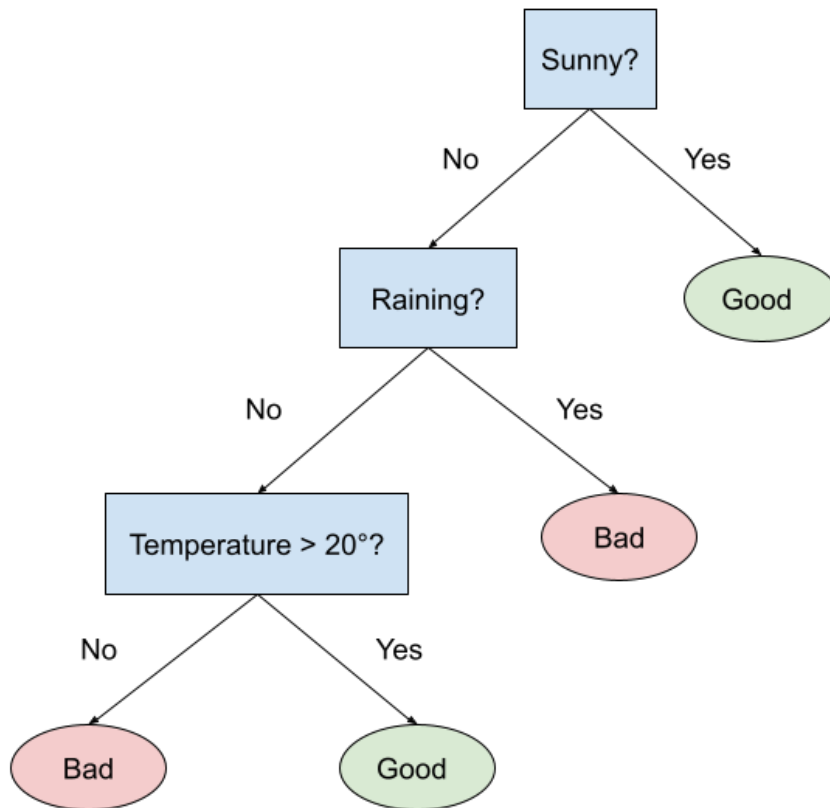 Sunny?
No
Yes
Raining?
Good
No
Yes
Temperature > 20°?
Bad
No
Yes
Bad
Good